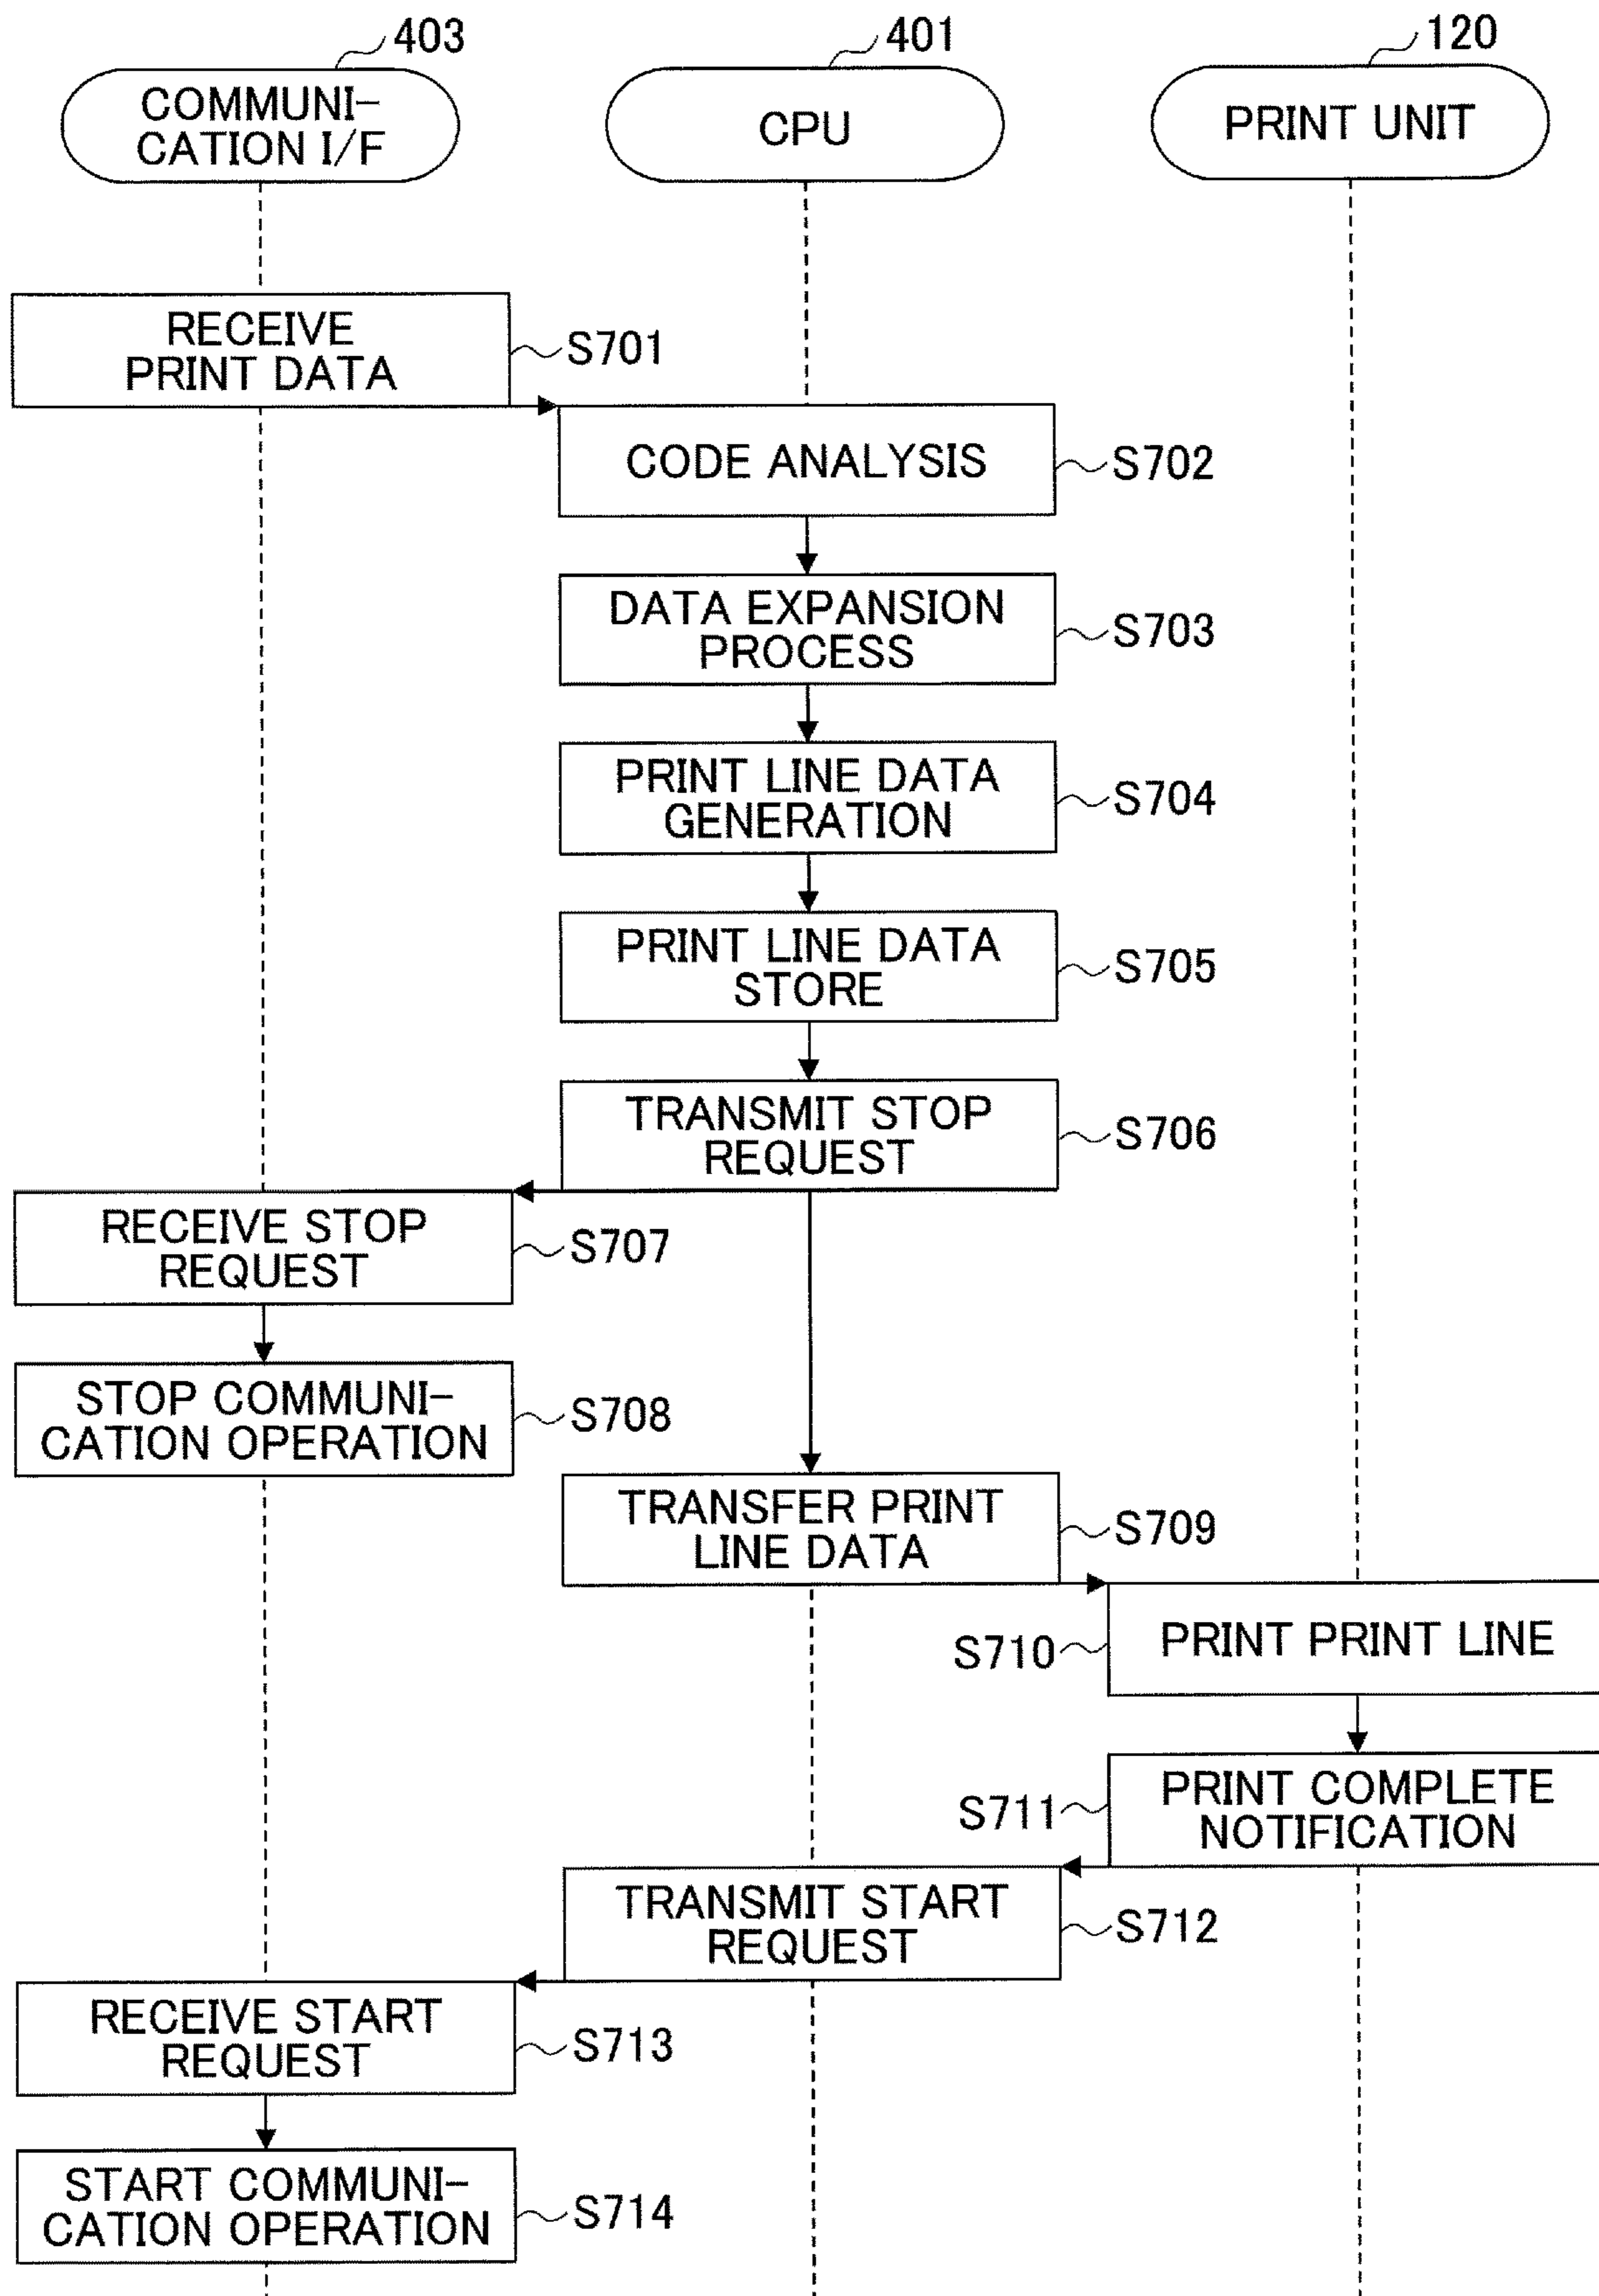 403
401
120
COMMUNI-
CATION I/F
CPU
PRINT UNIT
RECEIVE
PRINT DATA
S701
CODE ANALYSIS
S702
DATA EXPANSION
PROCESS
S703
PRINT LINE DATA
GENERATION
S704
PRINT LINE DATA
STORE
S705
TRANSMIT STOP
REQUEST
S706
RECEIVE STOP
REQUEST
S707
STOP COMMUNI-
CATION OPERATION
S708
TRANSFER PRINT
LINE DATA
S709
S710
PRINT PRINT LINE
S711
PRINT COMPLETE
NOTIFICATION
TRANSMIT START
REQUEST
S712
RECEIVE START
REQUEST
S713
START COMMUNI-
CATION OPERATION
S714